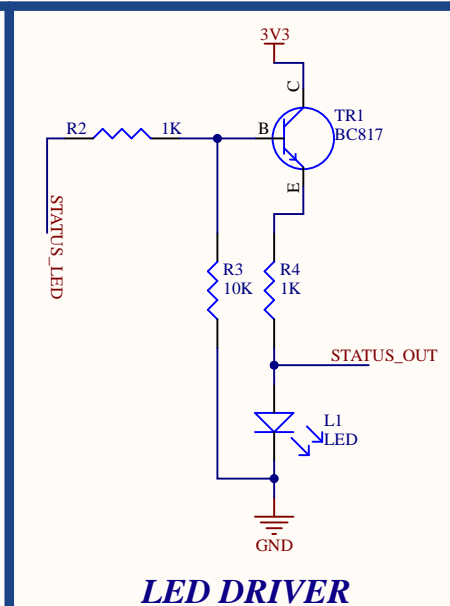 3V3
C
TR1
BC817
R2
1K
B
E
STATUS_LED
R3
10K
R4
1K
STATUS_OUT
L1
LED
GND
LED DRIVER